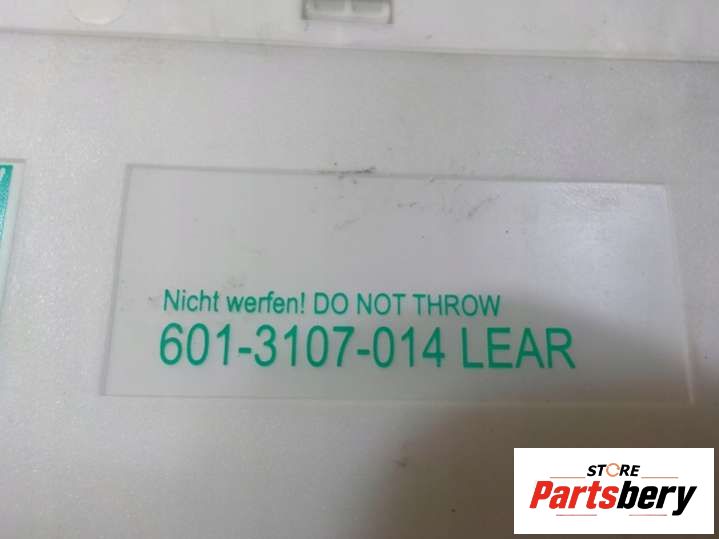 Nicht werfen! DO NOT THROW
601-3107-014 LEAR
STORE
Partsbery